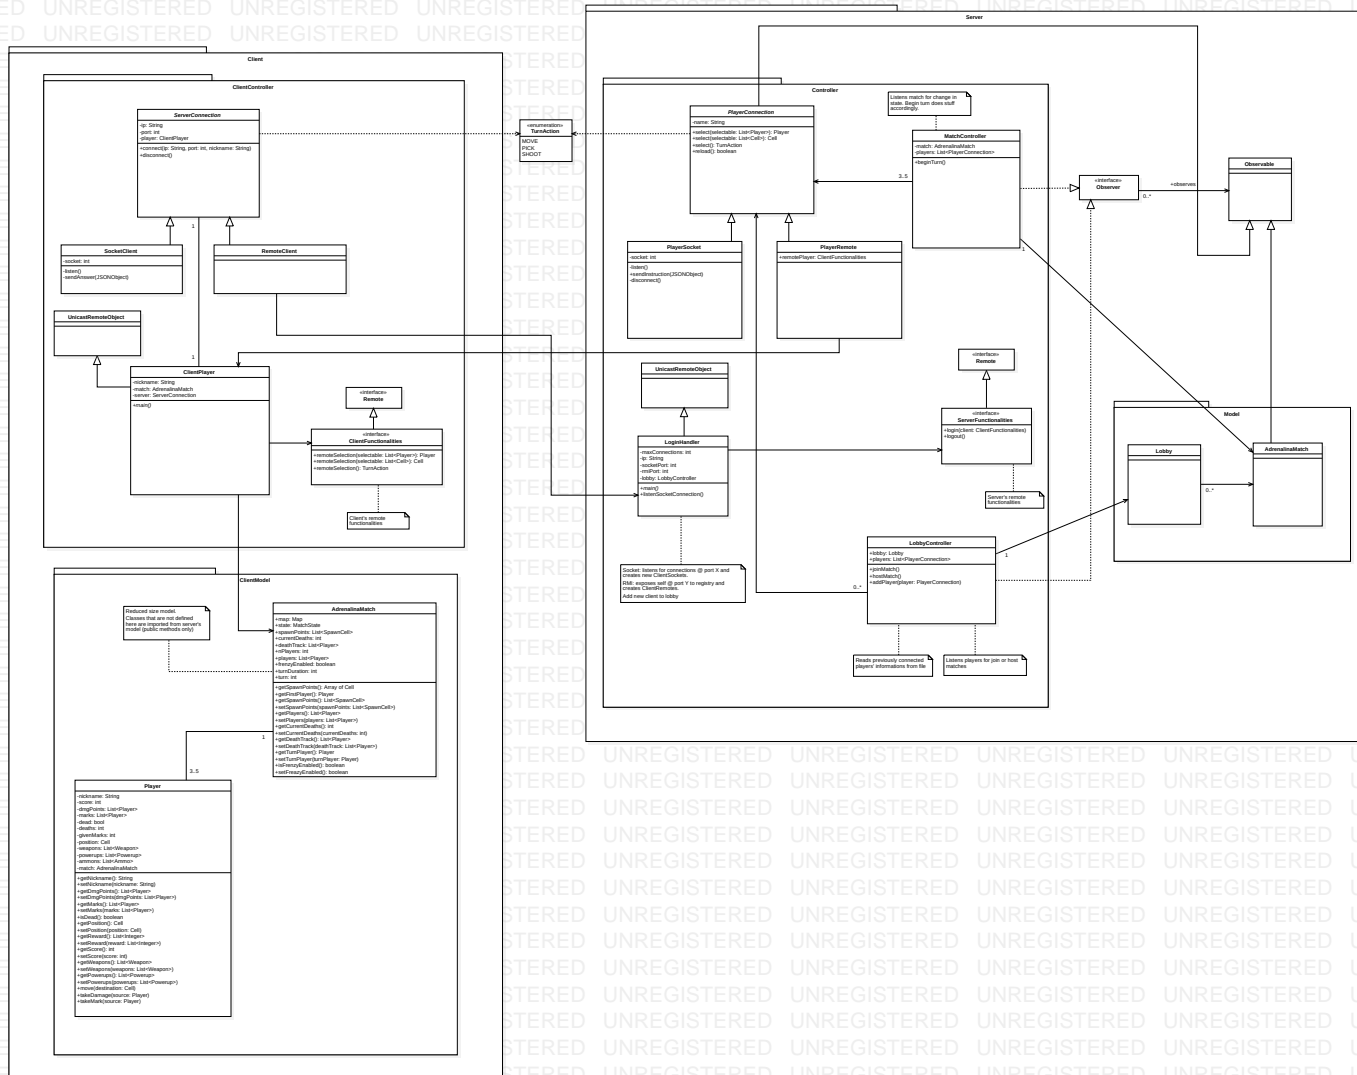 UNREGISTERED
Client
ClientController
ServerConnection
-ip: String
-port: int
-player: ClientPlayer
+connect(ip: String, port: int, nickname: String)
+disconnect()
1
SocketClient
-socket: int
-listen()
-sendAnswer(JSONObject)
RemoteClient
UnicastRemoteObject
1
ClientPlayer
-nickname: String
-match: AdrenalinaMatch
-server: ServerConnection
+main()
«interface»
Remote
«interface»
ClientFunctionalities
+remoteSelection(selectable: List<Player>): Player
+remoteSelection(selectable: List<Cell>): Cell
+remoteSelection(): TurnAction
Client's remote
functionalities
ClientModel
Reduced size model.
Classes that are not defined
here are imported from server's
model (public methods only)
AdrenalinaMatch
+map: Map
+state: MatchState
+spawnPoints: List<SpawnCell>
+currentDeaths: int
+deathTrack: List<Player>
+nPlayers: int
+players: List<Player>
+frenzyEnabled: boolean
+turnDuration: int
+turn: int
+getSpawnPoints(): Array of Cell
+getFirstPlayer(): Player
+getSpawnPoints(): List<SpawnCell>
+setSpawnPoints(spawnPoints: List<SpawnCell>)
+getPlayers(): List<Player>
+setPlayers(players: List<Player>)
+getCurrentDeaths(): int
+setCurrentDeaths(currentDeaths: int)
+getDeathTrack(): List<Player>
+setDeathTrack(deathTrack: List<Player>)
+getTurnPlayer(): Player
+setTurnPlayer(turnPlayer: Player)
+isFrenzyEnabled(): boolean
+setFreazyEnabled(): boolean
1
3..5
Player
-nickname: String
-score: int
-dmgPoints: List<Player>
-marks: List<Player>
-dead: bool
-deaths: int
-givenMarks: int
-position: Cell
-weapons: List<Weapon>
-powerups: List<Powerup>
-ammons: List<Ammo>
-match: AdrenalinaMatch
+getNickname(): String
+setNickname(nickname: String)
+getDmgPoints(): List<Player>
+setDmgPoints(dmgPoints: List<Player>)
+getMarks(): List<Player>
+setMarks(marks: List<Player>)
+isDead(): boolean
+getPosition(): Cell
+setPosition(position: Cell)
+getReward(): List<Integer>
+setReward(reward: List<Integer>)
+getScore(): int
+setScore(score: int)
+getWeapons(): List<Weapon>
+setWeapons(weapons: List<Weapon>)
+getPowerups(): List<Powerup>
+setPowerups(powerups: List<Powerup>)
+move(destination: Cell)
+takeDamage(source: Player)
+takeMark(source: Player)
«enumeration»
TurnAction
MOVE
PICK
SHOOT
Server
Controller
PlayerConnection
-name: String
+select(selectable: List<Player>): Player
+select(selectable: List<Cell>): Cell
+select(): TurnAction
+reload(): boolean
Listens match for change in
state. Begin turn does stuff
accordingly.
MatchController
-match: AdrenalinaMatch
-players: List<PlayerConnection>
+beginTurn()
3..5
1
«interface»
Observer
+observes
0..*
Observable
PlayerSocket
-socket: int
-listen()
+sendInstruction(JSONObject)
-disconnect()
PlayerRemote
+remotePlayer: ClientFunctionalities
UnicastRemoteObject
LoginHandler
-maxConnections: int
-ip: String
-socketPort: int
-rmiPort: int
-lobby: LobbyController
+main()
+listenSocketConnection()
Socket: listens for connections @ port X and
creates new ClientSockets.
RMI: exposes self @ port Y to registry and
creates ClientRemotes.
Add new client to lobby
«interface»
Remote
«interface»
ServerFunctionalities
+login(client: ClientFunctionalities)
+logout()
Server's remote
functionalities
LobbyController
+lobby: Lobby
+players: List<PlayerConnection>
+joinMatch()
+hostMatch()
+addPlayer(player: PlayerConnection)
0..*
1
Reads previously connected
players' informations from file
Listens players for join or host
matches
Model
Lobby
0..*
AdrenalinaMatch